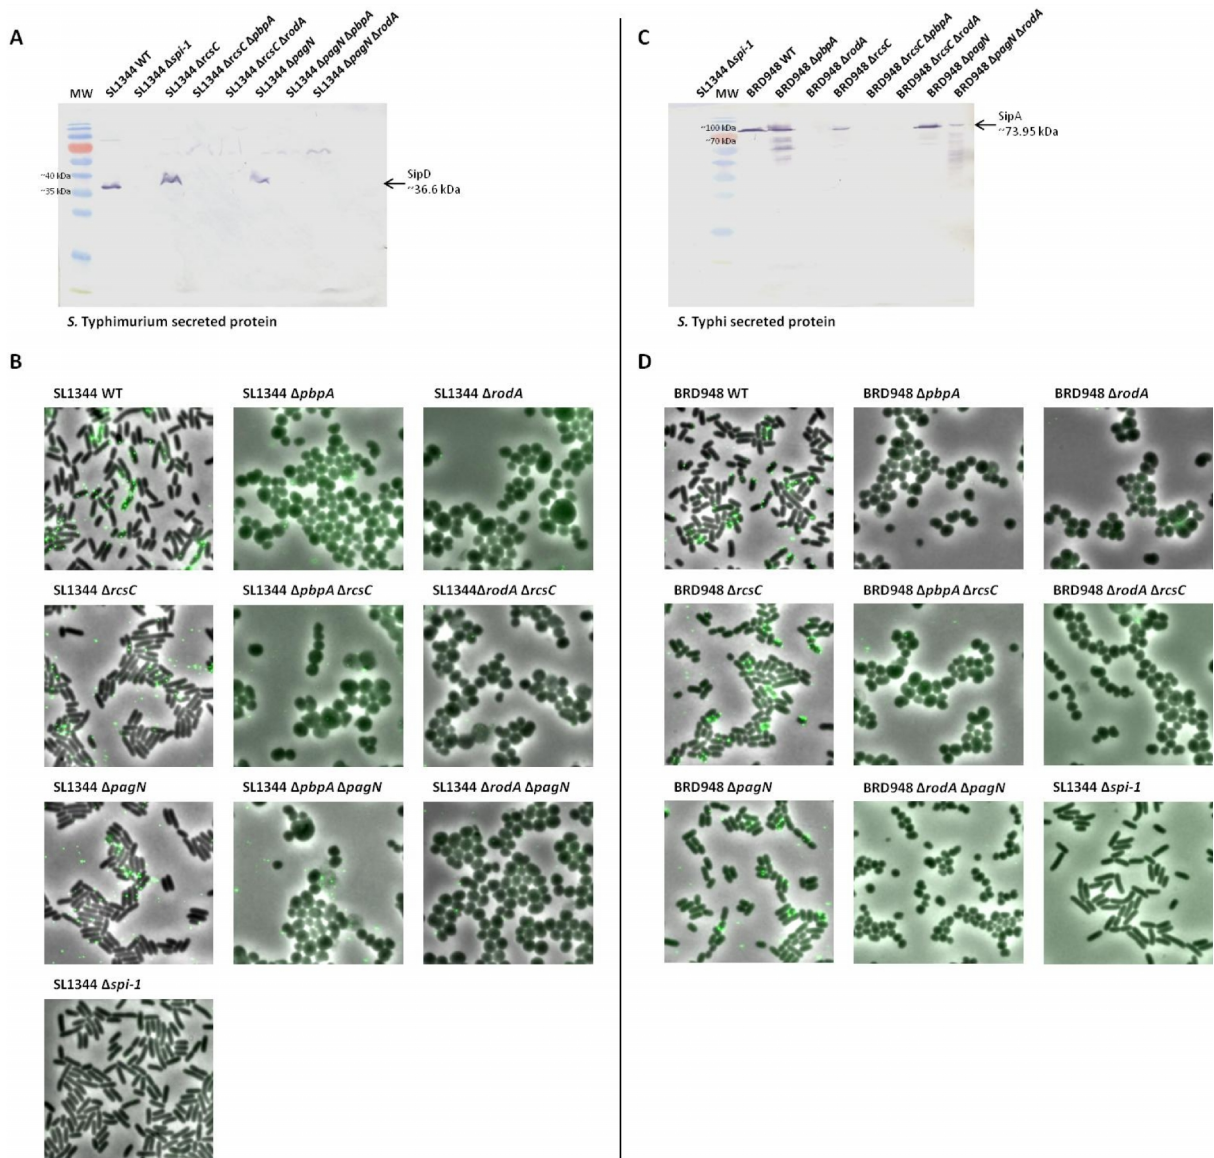 A
MW
SL1344 WT
SL1344 Δspi-1
SL1344 ΔrcsC
SL1344 ΔrcsC ΔpbpA
SL1344 ΔrcsC ΔrodA
SL1344 ΔpagN
SL1344 ΔpagN ΔpbpA
SL1344 ΔpagN ΔrodA
~40 kDa
~35 kDa
SipD
~36.6 kDa
S. Typhimurium secreted protein
B
SL1344 WT
SL1344 ΔpbpA
SL1344 ΔrodA
SL1344 ΔrcsC
SL1344 ΔpbpA ΔrcsC
SL1344ΔrodA ΔrcsC
SL1344 ΔpagN
SL1344 ΔpbpA ΔpagN
SL1344 ΔrodA ΔpagN
SL1344 Δspi-1
C
SL1344 Δspi-1
MW
BRD948 WT
BRD948 ΔpbpA
BRD948 ΔrodA
BRD948 ΔrcsC
BRD948 ΔrcsC ΔpbpA
BRD948 ΔrcsC ΔrodA
BRD948 ΔpagN
BRD948 ΔpagN ΔrodA
~100 kDa
~70 kDa
SipA
~73.95 kDa
S. Typhi secreted protein
D
BRD948 WT
BRD948 ΔpbpA
BRD948 ΔrodA
BRD948 ΔrcsC
BRD948 ΔpbpA ΔrcsC
BRD948 ΔrodA ΔrcsC
BRD948 ΔpagN
BRD948 ΔrodA ΔpagN
SL1344 Δspi-1